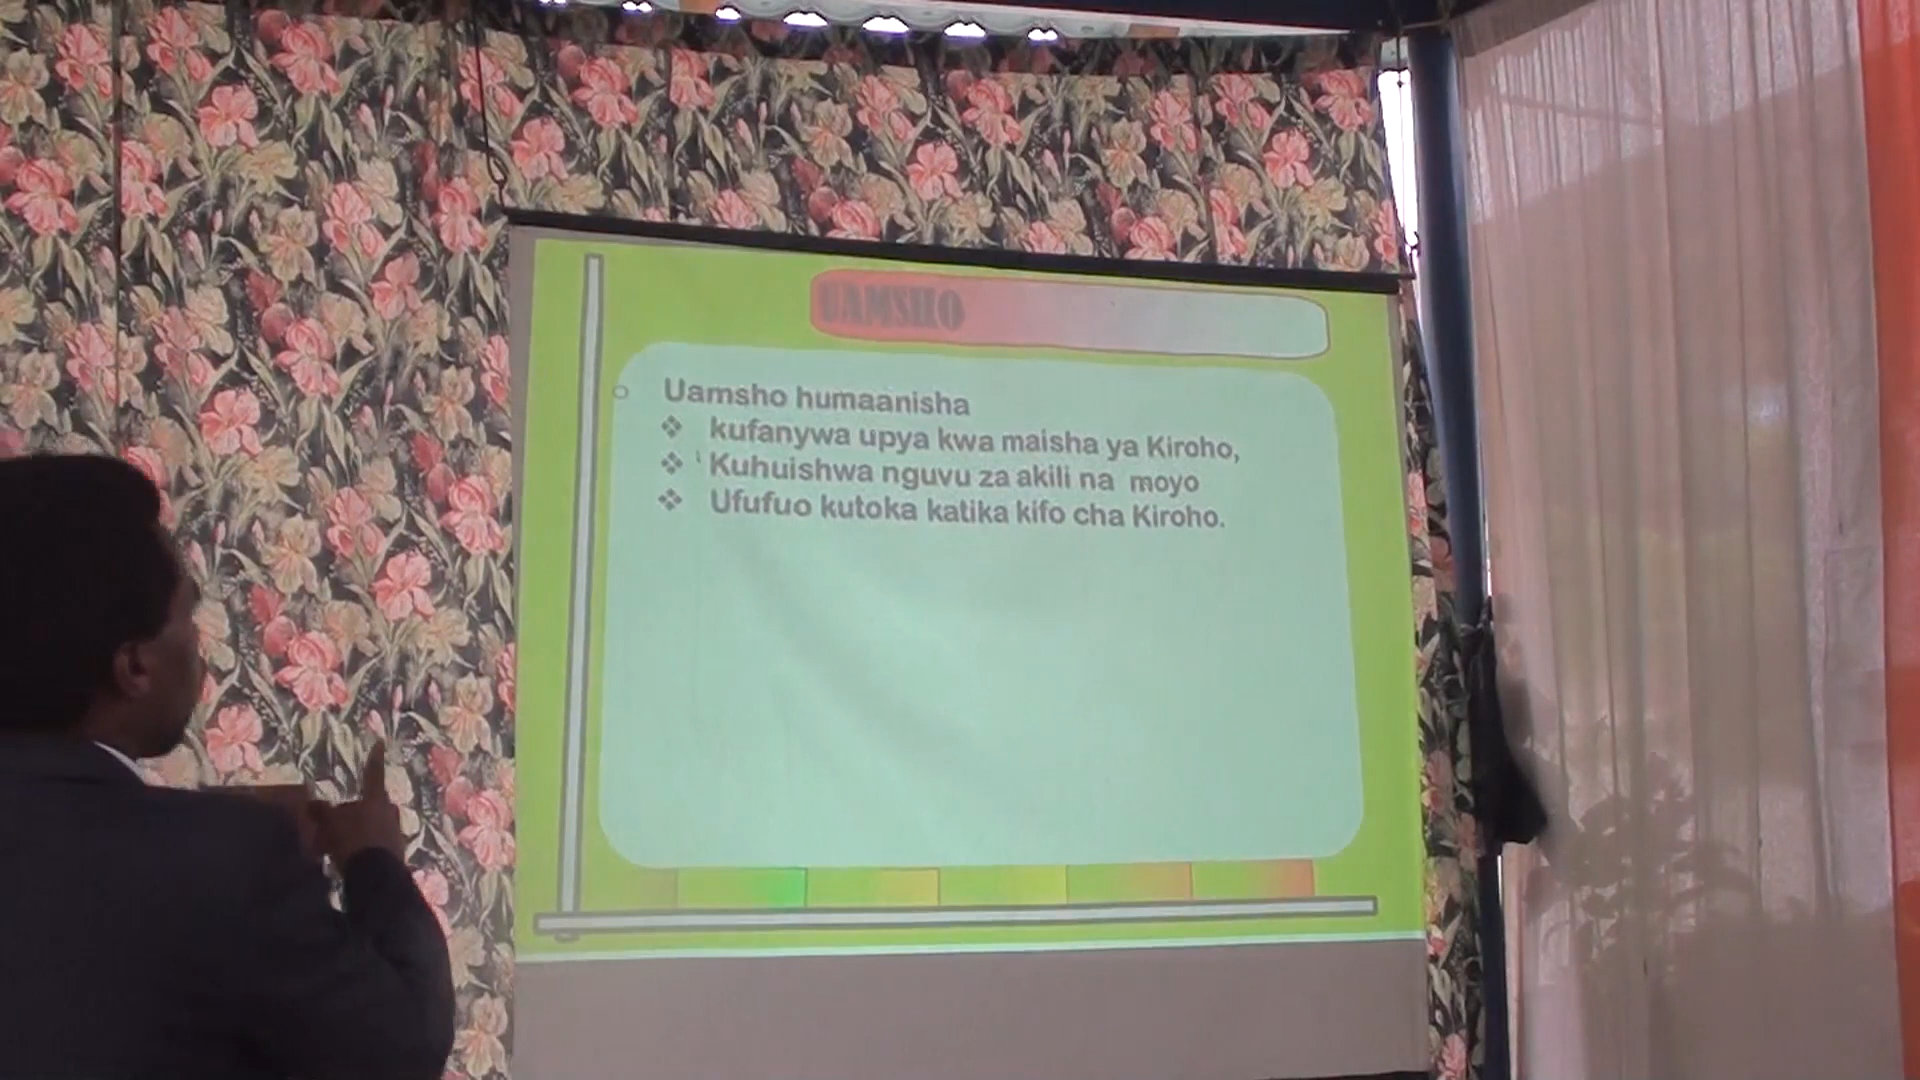 UAMSHO
Uamsho humaanisha
kufanywa upya kwa maisha ya Kiroho,
Kuhuishwa nguvu za akili na moyo
Ufufuo kutoka katika kifo cha Kiroho.